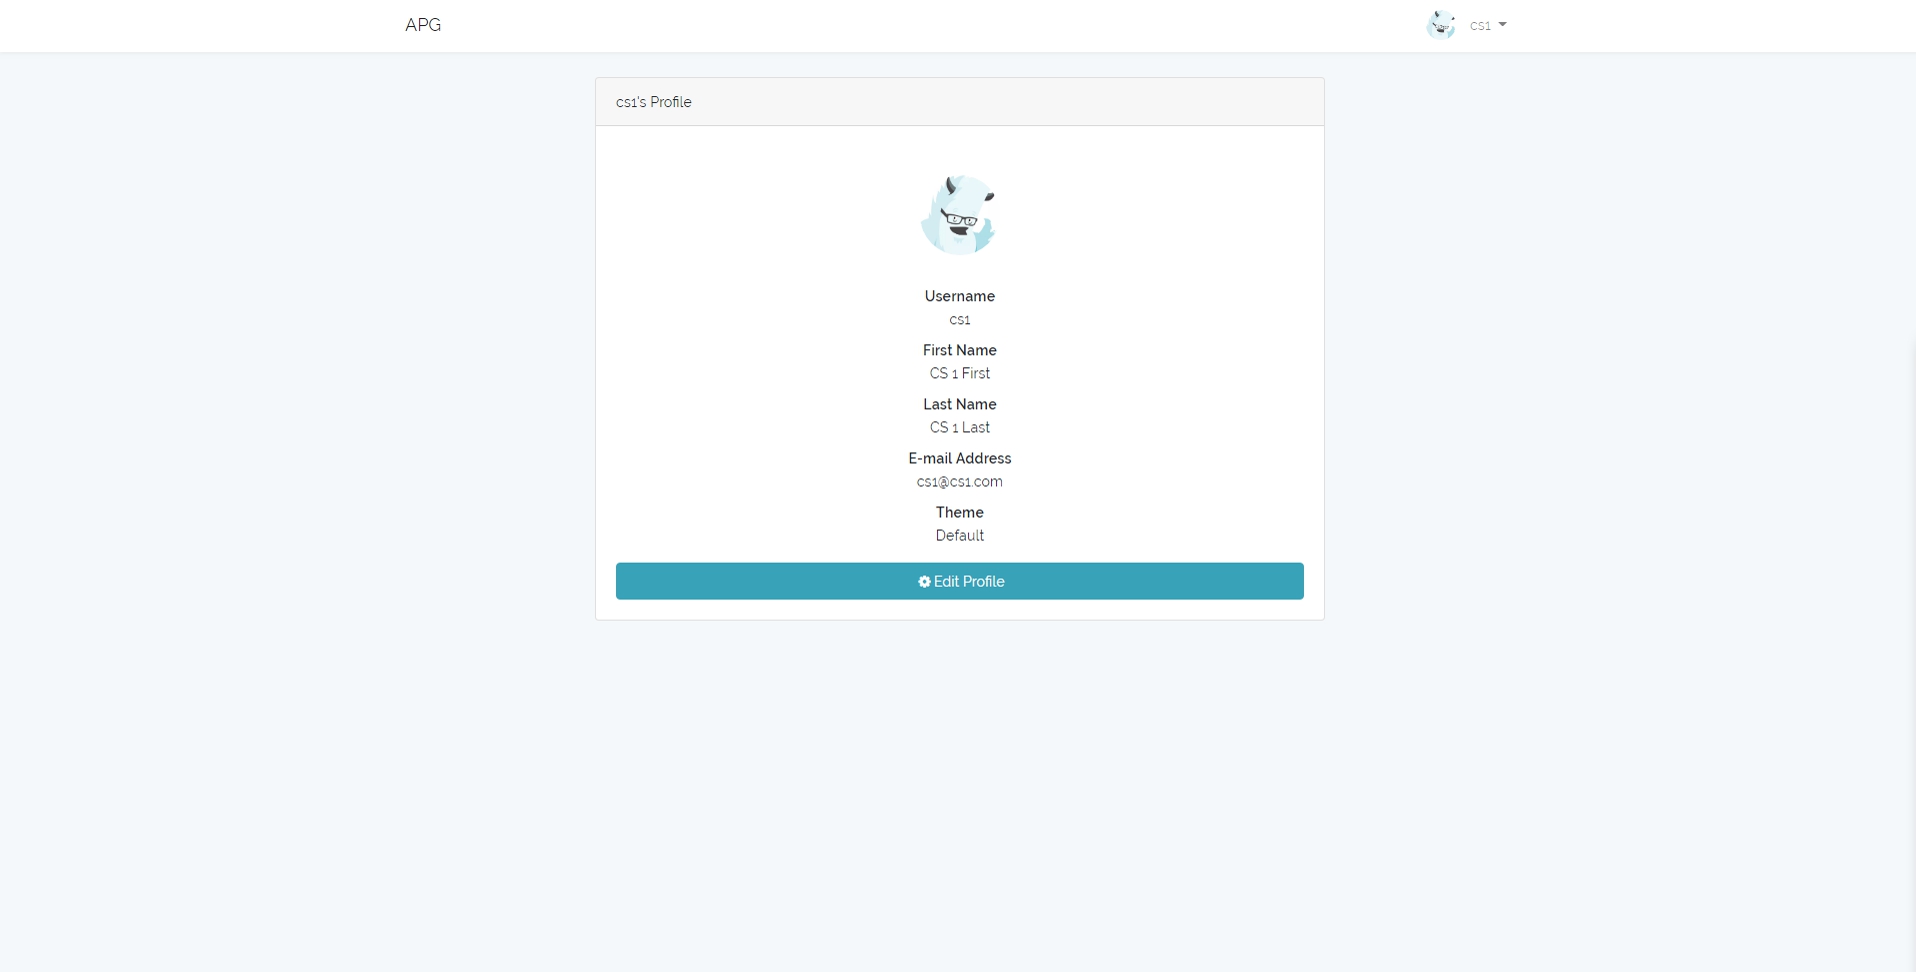 APG
cs1
cs1's Profile
Username
cs1
First Name
CS 1 First
Last Name
CS 1 Last
E-mail Address
cs1@cs1.com
Theme
Default
Edit Profile